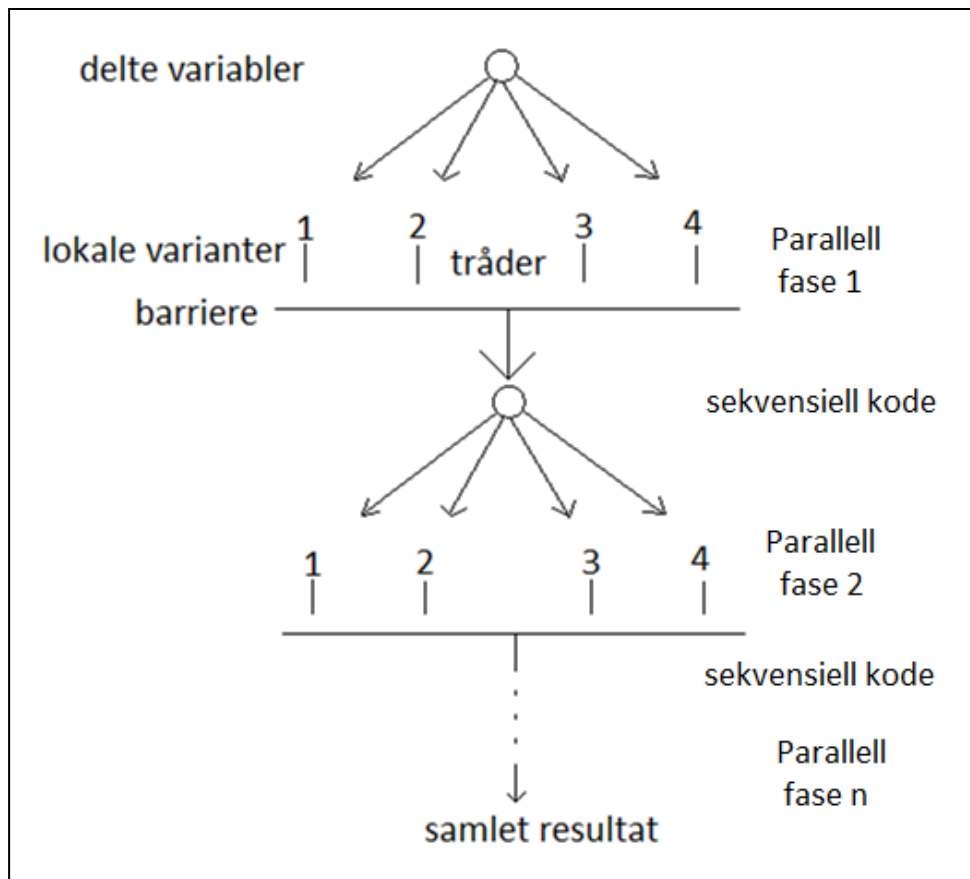 delte variabler
1 2 3 4
lokale varianter
tråder
Parallell
fase 1
barriere
sekvensiell kode
1 2 3 4
Parallell
fase 2
sekvensiell kode
Parallell
fase n
samlet resultat